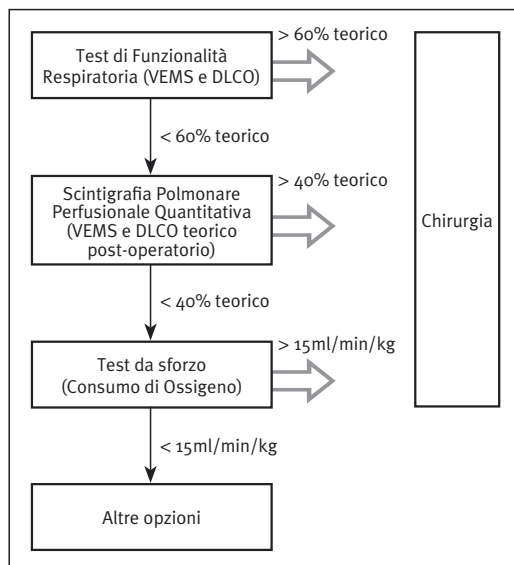 > 60% teorico
Test di Funzionalità
Respiratoria (VEMS e DLCO)
< 60% teorico
> 40% teorico
Scintigrafia Polmonare
Perfusionale Quantitativa
(VEMS e DLCO teorico
post-operatorio)
Chirurgia
< 40% teorico
> 15ml/min/kg
Test da sforzo
(Consumo di Ossigeno)
< 15ml/min/kg
Altre opzioni